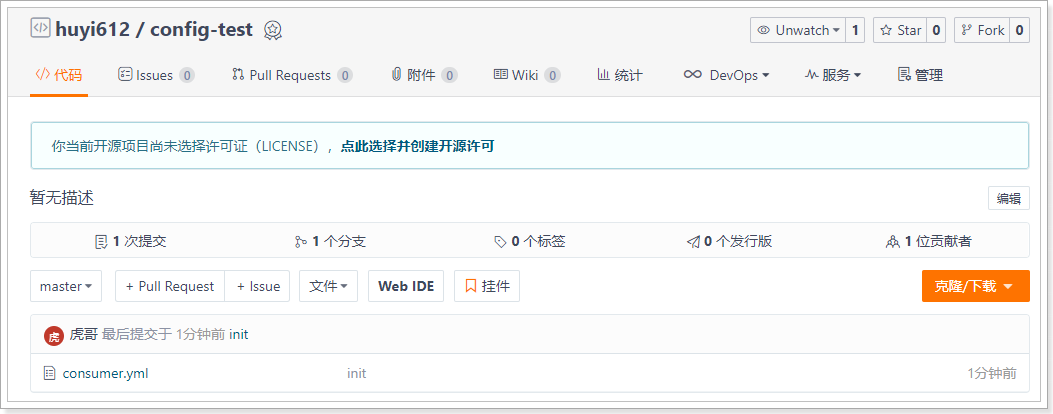 huyi612 / config-test Unwatch 1 Star 0 Fork 0
代码 Issues 0 Pull Requests 0 附件 0 Wiki 0 统计 DevOps 服务 管理
你当前开源项目尚未选择许可证（LICENSE），点此选择并创建开源许可
暂无描述 编辑
1 次提交 1 个分支 0 个标签 0 个发行版 1 位贡献者
master + Pull Request + Issue 文件 Web IDE 挂件 克隆/下载
虎 虎哥 最后提交于 1分钟前 init
consumer.yml init 1分钟前